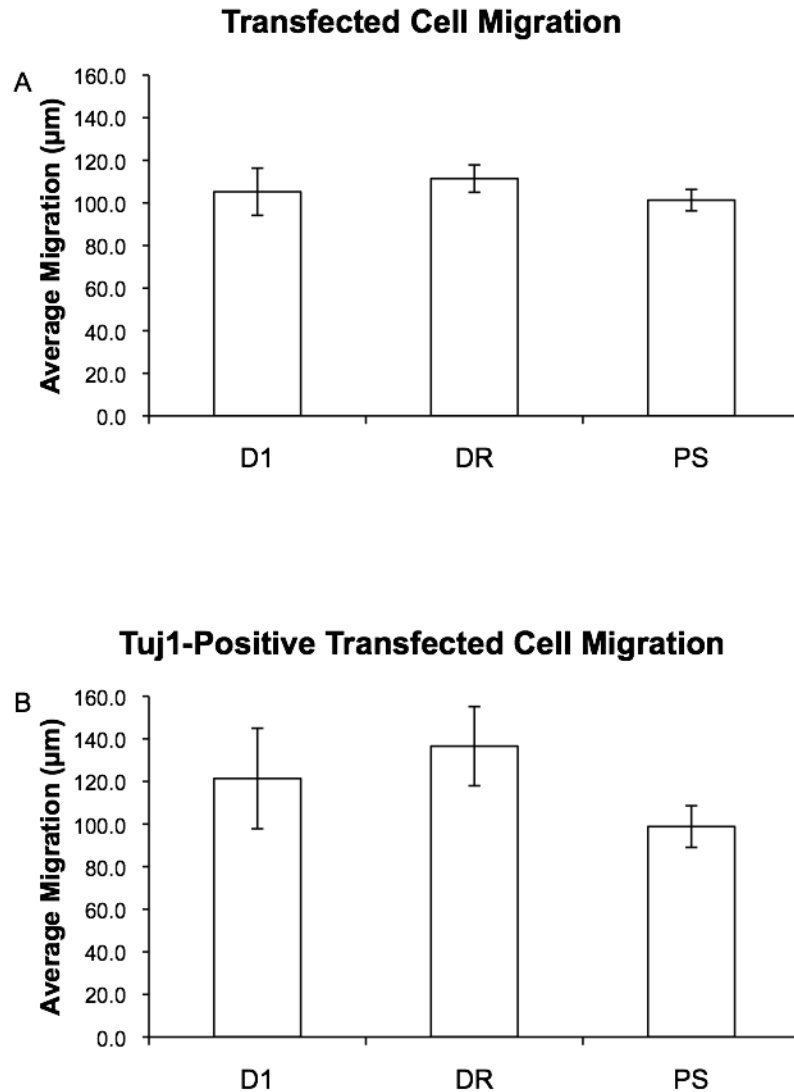 Transfected Cell Migration
A
Average Migration (µm)
160.0
140.0
120.0
100.0
80.0
60.0
40.0
20.0
0.0
D1 DR PS
Tuj1-Positive Transfected Cell Migration
B
Average Migration (µm)
160.0
140.0
120.0
100.0
80.0
60.0
40.0
20.0
0.0
D1 DR PS